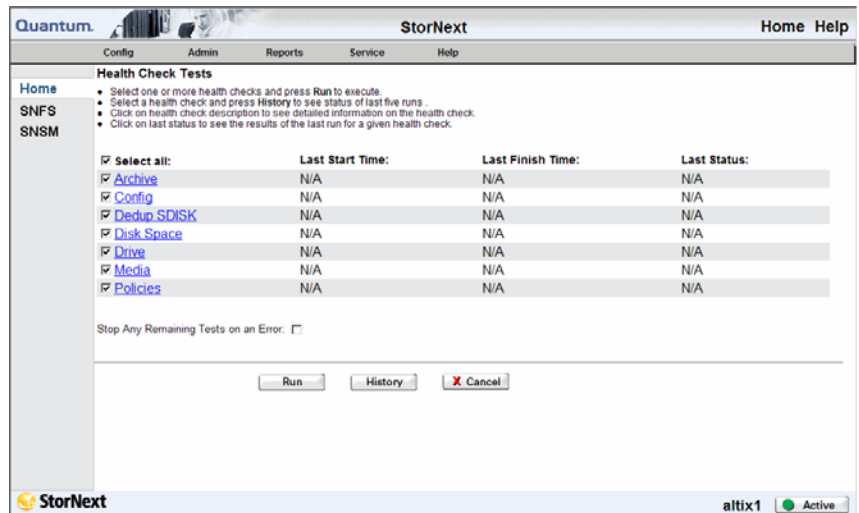 Quantum. StorNext Home Help
Config Admin Reports Service Help
Home
SNFS
SNSM
Health Check Tests
• Select one or more health checks and press Run to execute.
• Select a health check and press History to see status of last five runs .
• Click on health check description to see detailed information on the health check.
• Click on last status to see the results of the last run for a given health check.
Select all: Last Start Time: Last Finish Time: Last Status:
Archive N/A N/A N/A
Config N/A N/A N/A
Dedup SDISK N/A N/A N/A
Disk Space N/A N/A N/A
Drive N/A N/A N/A
Media N/A N/A N/A
Policies N/A N/A N/A
Stop Any Remaining Tests on an Error:
Run History X Cancel
StorNext altix1 Active